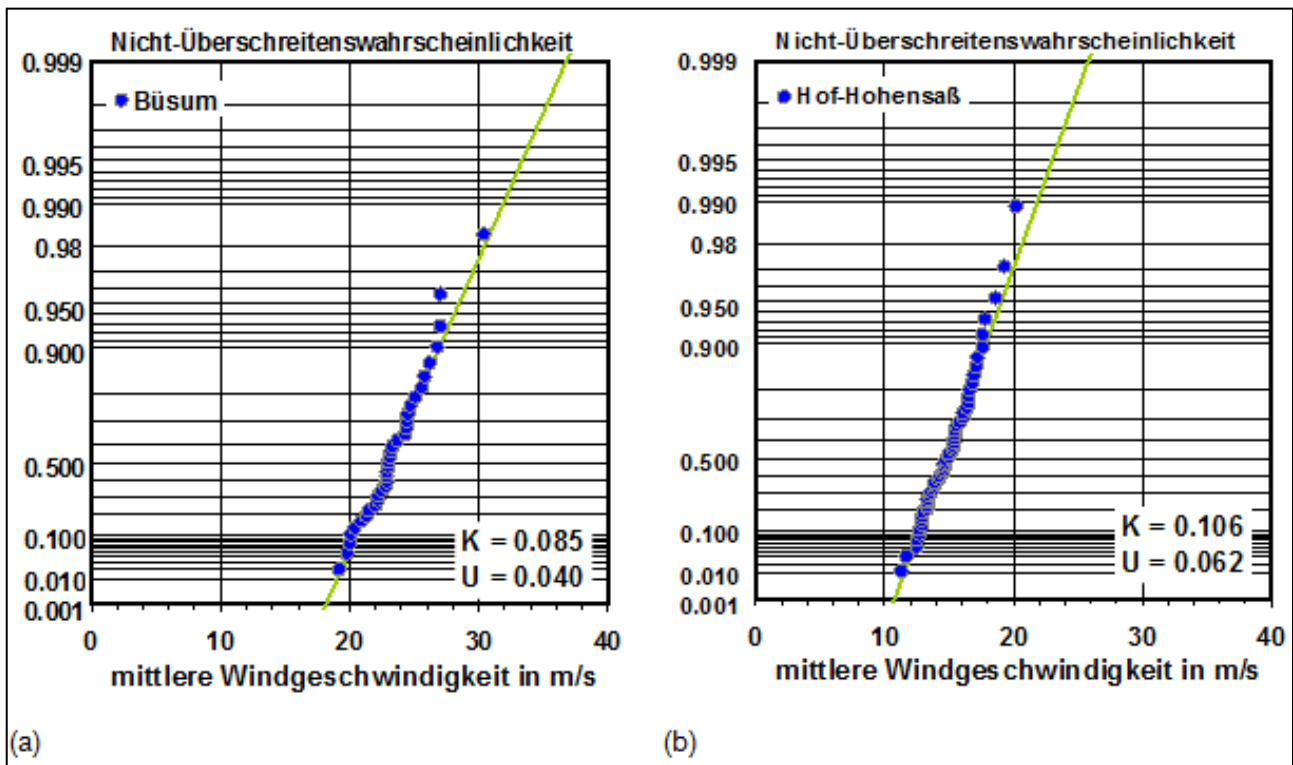 Nicht-Überschreitenswahrscheinlichkeit
0.999
Büsum
0.995
0.990
0.98
0.950
0.900
0.500
0.100
0.010
0.001
K = 0.085
U = 0.040
0 20 30 40
mittlere Windgeschwindigkeit in m/s
(a)
Nicht-Überschreitenswahrscheinlichkeit
0.999
Hof-Hohensaß
0.995
0.990
0.98
0.950
0.900
0.500
0.100
0.010
0.001
K = 0.106
U = 0.062
0 10 20 30 40
mittlere Windgeschwindigkeit in m/s
(b)